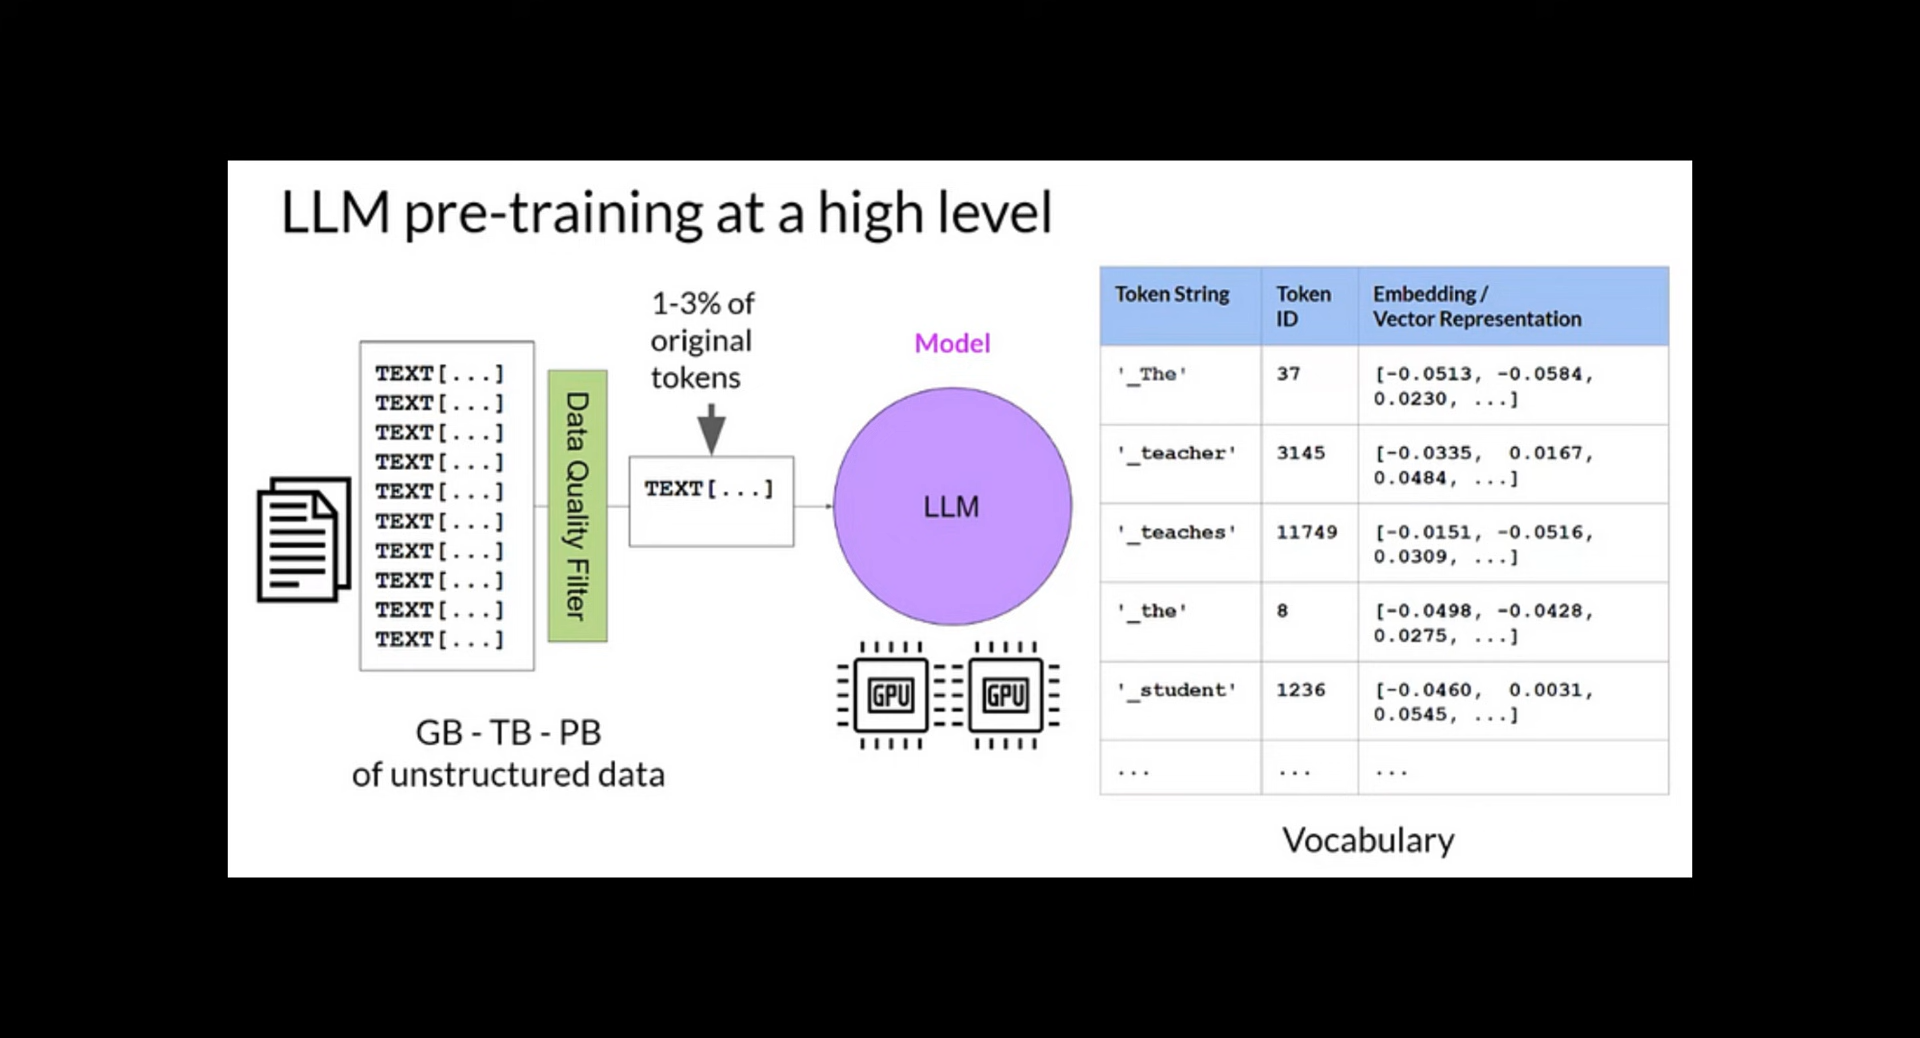 LLM pre-training at a high level
TEXT[...]
TEXT[...]
TEXT[...]
TEXT[...]
TEXT[...]
TEXT[...]
TEXT[...]
TEXT[...]
TEXT[...]
TEXT[...]
GB - TB - PB
of unstructured data
Data Quality Filter
1-3% of
original
tokens
TEXT[...]
Model
LLM
GPU
GPU
Token String
Token
ID
Embedding /
Vector Representation
'_The'
37
[-0.0513, -0.0584,
0.0230, ...]
'_teacher'
3145
[-0.0335, 0.0167,
0.0484, ...]
'_teaches'
11749
[-0.0151, -0.0516,
0.0309, ...]
'_the'
8
[-0.0498, -0.0428,
0.0275, ...]
'_student'
1236
[-0.0460, 0.0031,
0.0545, ...]
...
...
...
Vocabulary